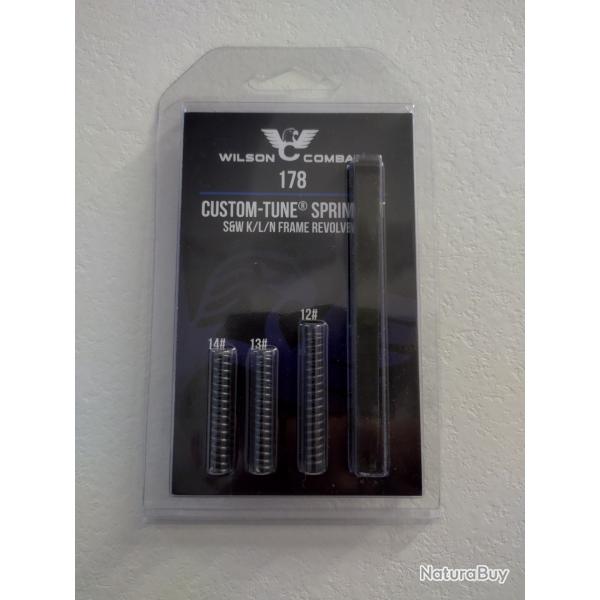 WILSON COMBA
178
CUSTOM-TUNE® SPRIN
S&W K/L/N FRAME REVOLVE
12#
14# 13#
NaturaBuy